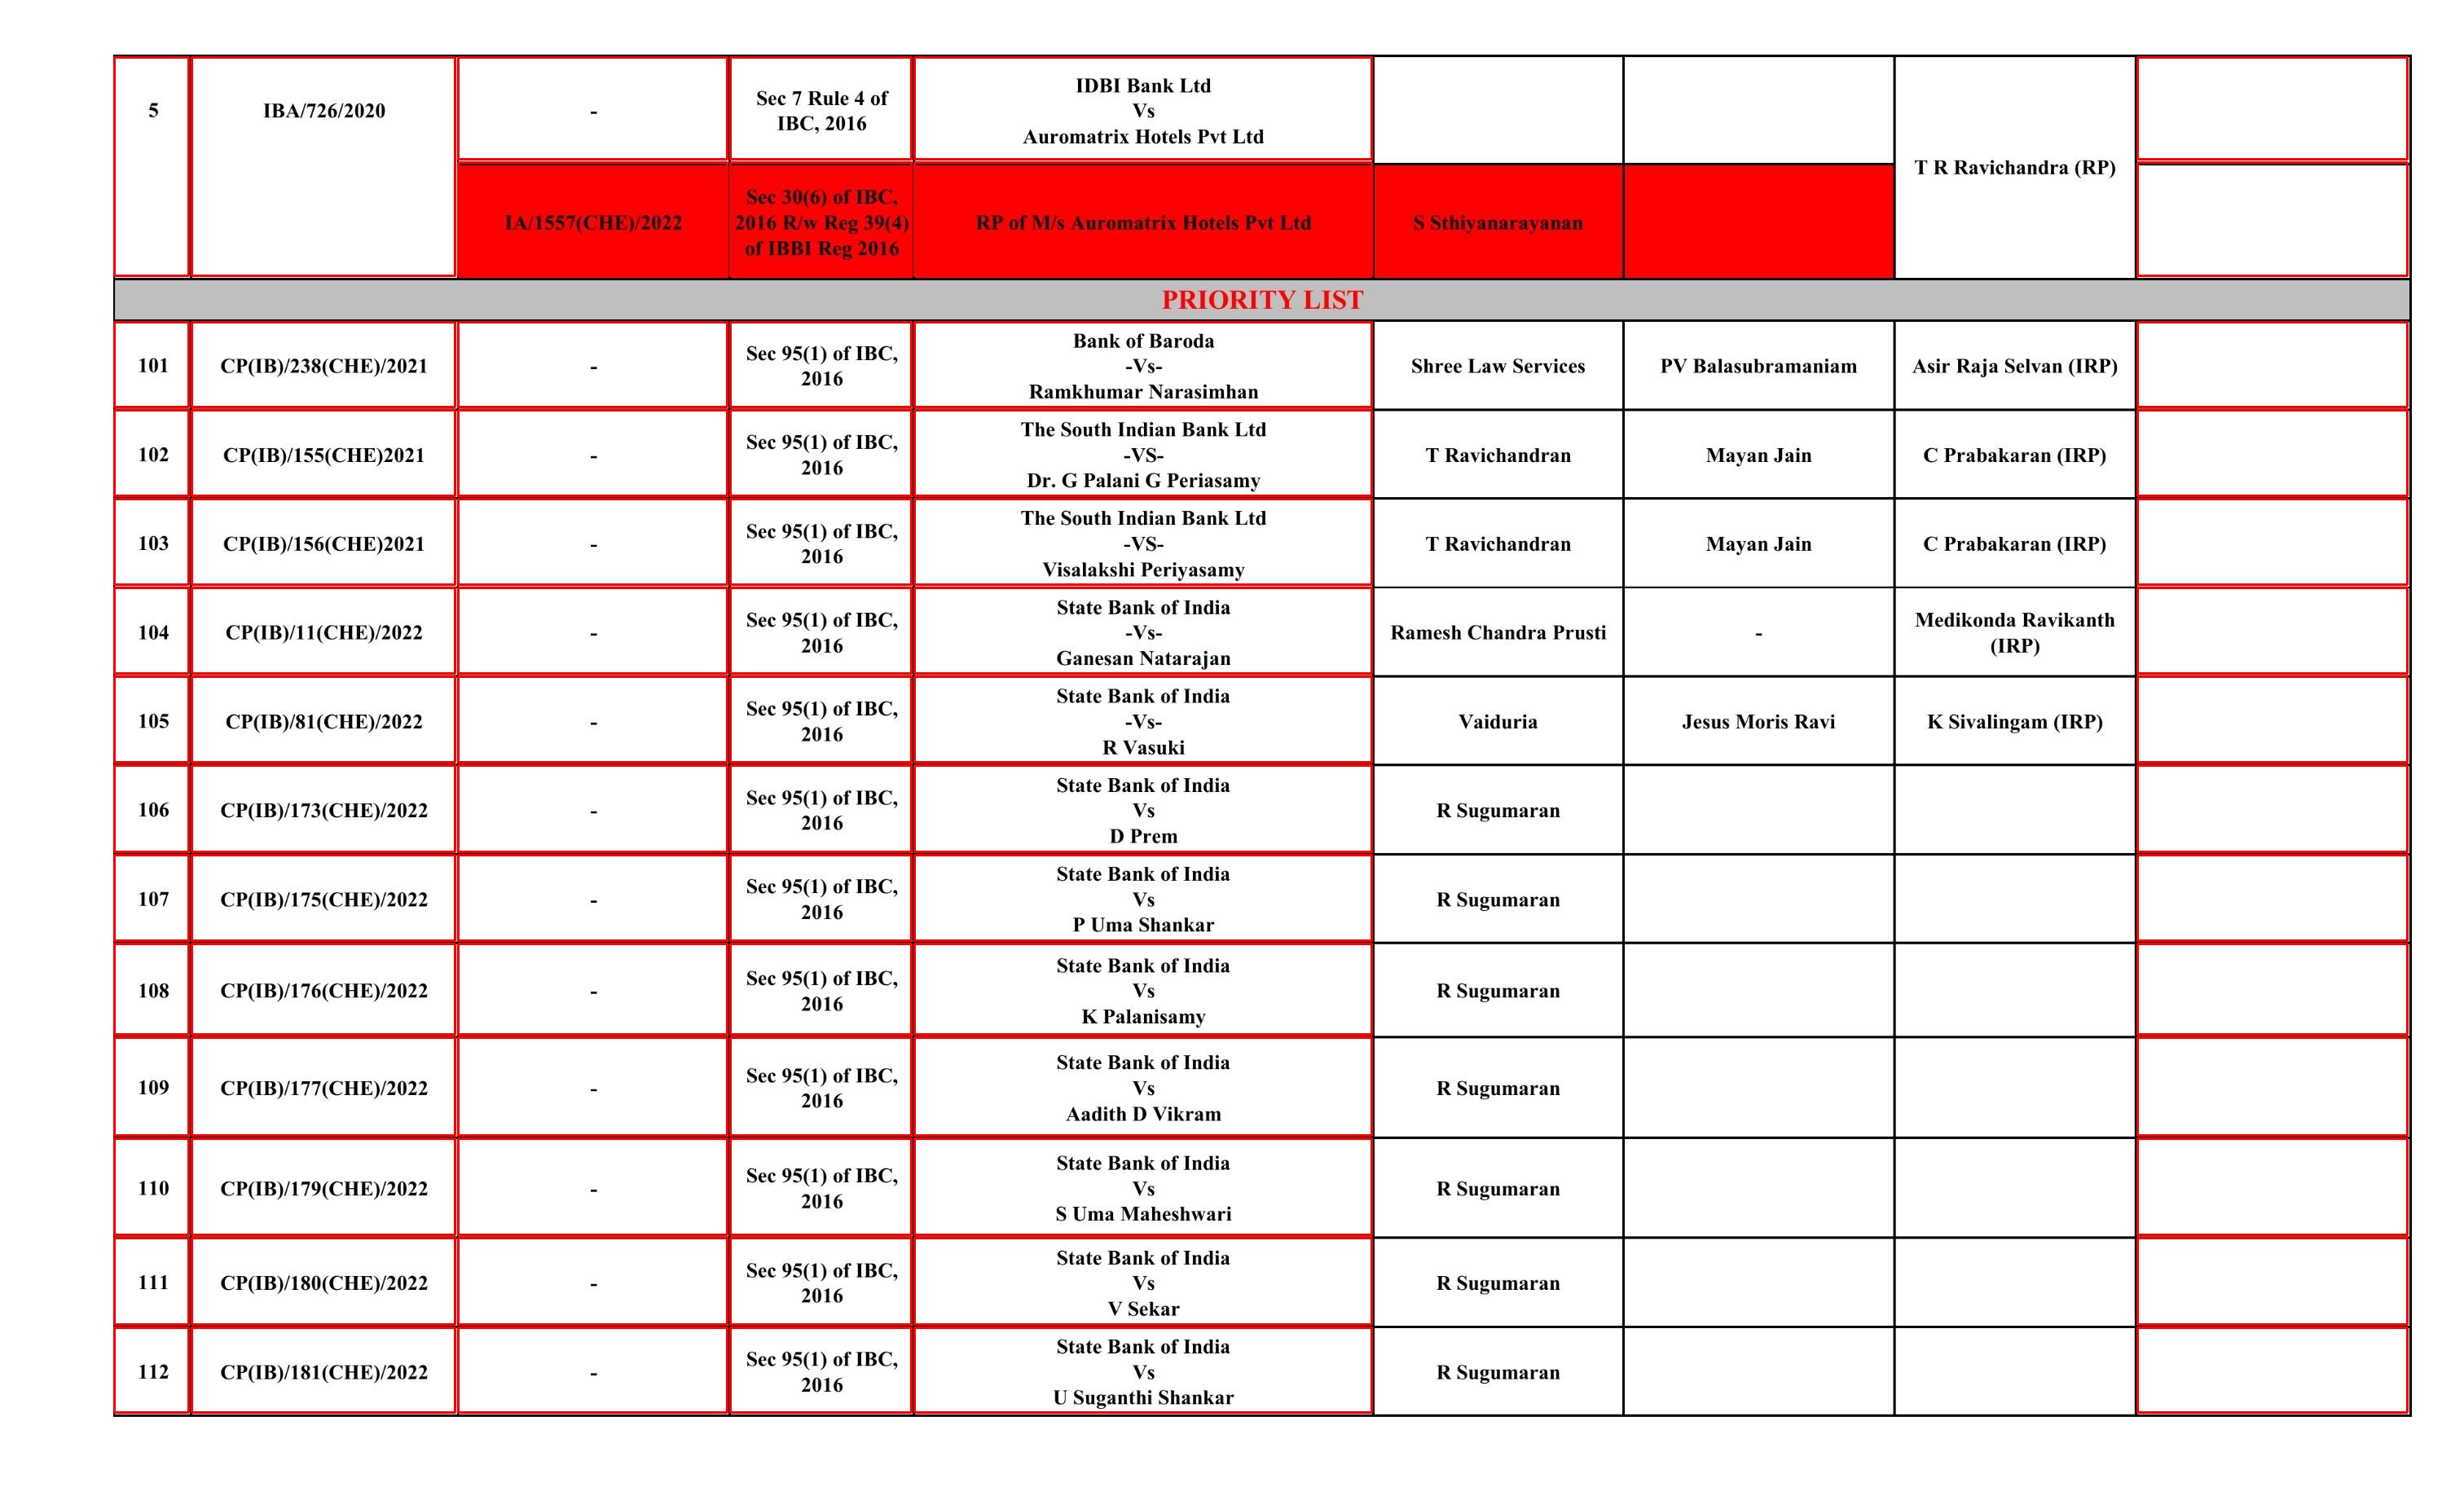 5
IBA/726/2020
-
Sec 7 Rule 4 of
IBC, 2016
IDBI Bank Ltd
Vs
Auromatrix Hotels Pvt Ltd
T R Ravichandra (RP)
IA/1557(CHE)/2022
Sec 30(6) of IBC,
2016 R/w Reg 39(4)
of IBBI Reg 2016
RP of M/s Auromatrix Hotels Pvt Ltd
S Sthiyanarayanan
PRIORITY LIST
101
CP(IB)/238(CHE)/2021
-
Sec 95(1) of IBC,
2016
Bank of Baroda
-Vs-
Ramkhumar Narasimhan
Shree Law Services
PV Balasubramaniam
Asir Raja Selvan (IRP)
102
CP(IB)/155(CHE)2021
-
Sec 95(1) of IBC,
2016
The South Indian Bank Ltd
-VS-
Dr. G Palani G Periasamy
T Ravichandran
Mayan Jain
C Prabakaran (IRP)
103
CP(IB)/156(CHE)2021
-
Sec 95(1) of IBC,
2016
The South Indian Bank Ltd
-VS-
Visalakshi Periyasamy
T Ravichandran
Mayan Jain
C Prabakaran (IRP)
104
CP(IB)/11(CHE)/2022
-
Sec 95(1) of IBC,
2016
State Bank of India
-Vs-
Ganesan Natarajan
Ramesh Chandra Prusti
-
Medikonda Ravikanth
(IRP)
105
CP(IB)/81(CHE)/2022
-
Sec 95(1) of IBC,
2016
State Bank of India
-Vs-
R Vasuki
Vaiduria
Jesus Moris Ravi
K Sivalingam (IRP)
106
CP(IB)/173(CHE)/2022
-
Sec 95(1) of IBC,
2016
State Bank of India
Vs
D Prem
R Sugumaran
107
CP(IB)/175(CHE)/2022
-
Sec 95(1) of IBC,
2016
State Bank of India
Vs
P Uma Shankar
R Sugumaran
108
CP(IB)/176(CHE)/2022
-
Sec 95(1) of IBC,
2016
State Bank of India
Vs
K Palanisamy
R Sugumaran
109
CP(IB)/177(CHE)/2022
-
Sec 95(1) of IBC,
2016
State Bank of India
Vs
Aadith D Vikram
R Sugumaran
110
CP(IB)/179(CHE)/2022
-
Sec 95(1) of IBC,
2016
State Bank of India
Vs
S Uma Maheshwari
R Sugumaran
111
CP(IB)/180(CHE)/2022
-
Sec 95(1) of IBC,
2016
State Bank of India
Vs
V Sekar
R Sugumaran
112
CP(IB)/181(CHE)/2022
-
Sec 95(1) of IBC,
2016
State Bank of India
Vs
U Suganthi Shankar
R Sugumaran